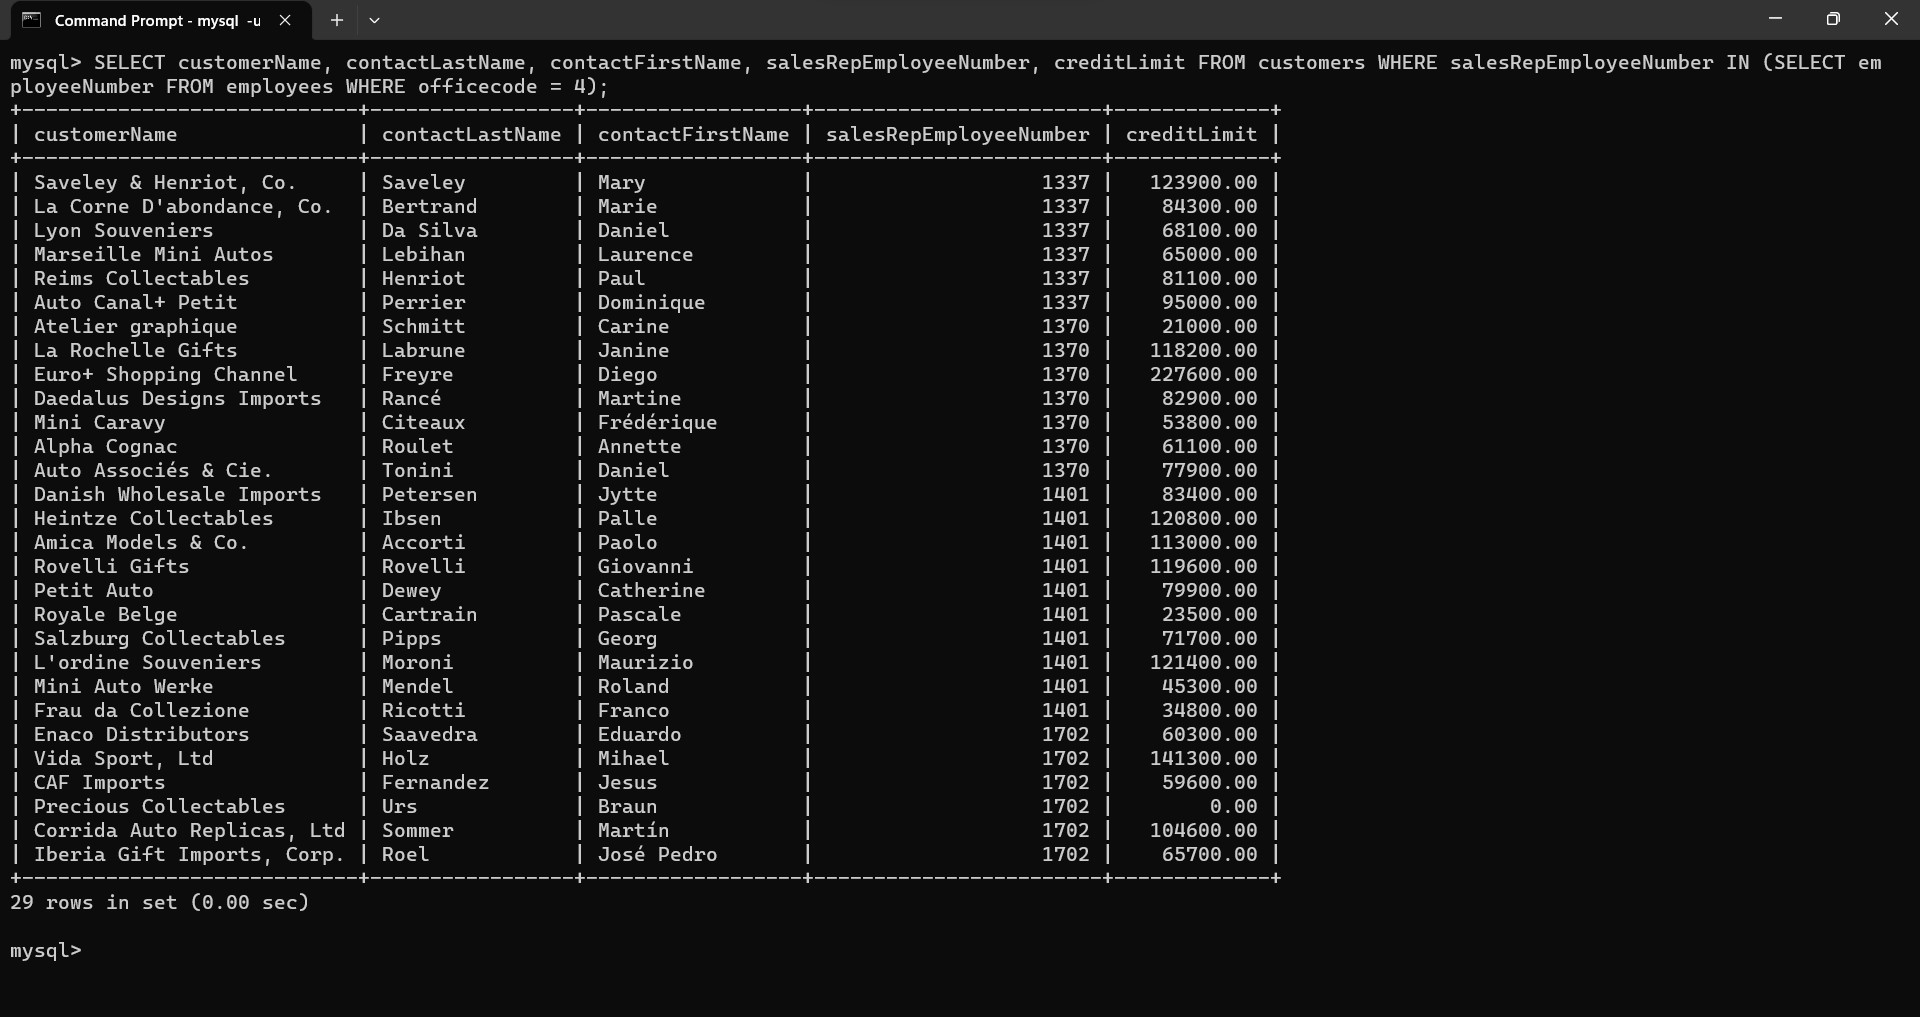 Command Prompt - mysql -u
mysql> SELECT customerName, contactLastName, contactFirstName, salesRepEmployeeNumber, creditLimit FROM customers WHERE salesRepEmployeeNumber IN (SELECT em
ployeeNumber FROM employees WHERE officecode = 4);
+----------------------------+-----------------+------------------+------------------------+-------------+
| customerName               | contactLastName | contactFirstName | salesRepEmployeeNumber | creditLimit |
+----------------------------+-----------------+------------------+------------------------+-------------+
| Saveley & Henriot, Co.     | Saveley         | Mary             |                   1337 |   123900.00 |
| La Corne D'abondance, Co.  | Bertrand        | Marie            |                   1337 |    84300.00 |
| Lyon Souveniers            | Da Silva        | Daniel           |                   1337 |    68100.00 |
| Marseille Mini Autos       | Lebihan         | Laurence         |                   1337 |    65000.00 |
| Reims Collectables         | Henriot         | Paul             |                   1337 |    81100.00 |
| Auto Canal+ Petit          | Perrier         | Dominique        |                   1337 |    95000.00 |
| Atelier graphique          | Schmitt         | Carine           |                   1370 |    21000.00 |
| La Rochelle Gifts          | Labrune         | Janine           |                   1370 |   118200.00 |
| Euro+ Shopping Channel     | Freyre          | Diego            |                   1370 |   227600.00 |
| Daedalus Designs Imports   | Rancé           | Martine          |                   1370 |    82900.00 |
| Mini Caravy                | Citeaux         | Frédérique       |                   1370 |    53800.00 |
| Alpha Cognac               | Roulet          | Annette          |                   1370 |    61100.00 |
| Auto Associés & Cie.       | Tonini          | Daniel           |                   1370 |    77900.00 |
| Danish Wholesale Imports   | Petersen        | Jytte            |                   1401 |    83400.00 |
| Heintze Collectables       | Ibsen           | Palle            |                   1401 |   120800.00 |
| Amica Models & Co.         | Accorti         | Paolo            |                   1401 |   113000.00 |
| Rovelli Gifts              | Rovelli         | Giovanni         |                   1401 |   119600.00 |
| Petit Auto                 | Dewey           | Catherine        |                   1401 |    79900.00 |
| Royale Belge               | Cartrain        | Pascale          |                   1401 |    23500.00 |
| Salzburg Collectables      | Pipps           | Georg            |                   1401 |    71700.00 |
| L'ordine Souveniers        | Moroni          | Maurizio         |                   1401 |   121400.00 |
| Mini Auto Werke            | Mendel          | Roland           |                   1401 |    45300.00 |
| Frau da Collezione         | Ricotti         | Franco           |                   1401 |    34800.00 |
| Enaco Distributors         | Saavedra        | Eduardo          |                   1702 |    60300.00 |
| Vida Sport, Ltd            | Holz            | Mihael           |                   1702 |   141300.00 |
| CAF Imports                | Fernandez       | Jesus            |                   1702 |    59600.00 |
| Precious Collectables      | Urs             | Braun            |                   1702 |        0.00 |
| Corrida Auto Replicas, Ltd | Sommer          | Martín           |                   1702 |   104600.00 |
| Iberia Gift Imports, Corp. | Roel            | José Pedro       |                   1702 |    65700.00 |
+----------------------------+-----------------+------------------+------------------------+-------------+
29 rows in set (0.00 sec)
mysql>